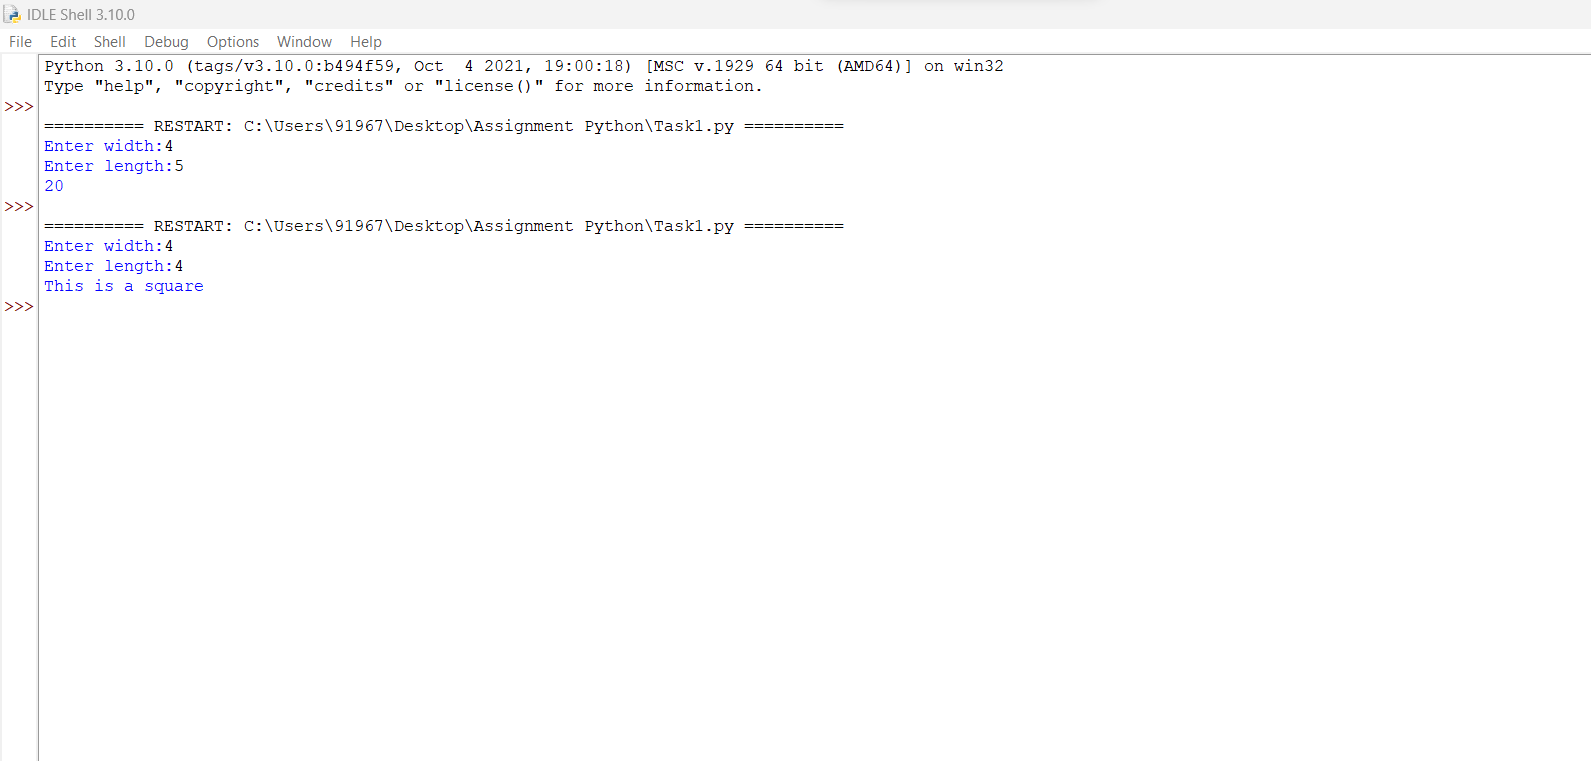 IDLE Shell 3.10.0
File Edit Shell Debug Options Window Help
Python 3.10.0 (tags/v3.10.0:b494f59, Oct  4 2021, 19:00:18) [MSC v.1929 64 bit (AMD64)] on win32
Type "help", "copyright", "credits" or "license()" for more information.
>>>
========== RESTART: C:\Users\91967\Desktop\Assignment Python\Task1.py ==========
Enter width:4
Enter length:5
20
>>>
========== RESTART: C:\Users\91967\Desktop\Assignment Python\Task1.py ==========
Enter width:4
Enter length:4
This is a square
>>>